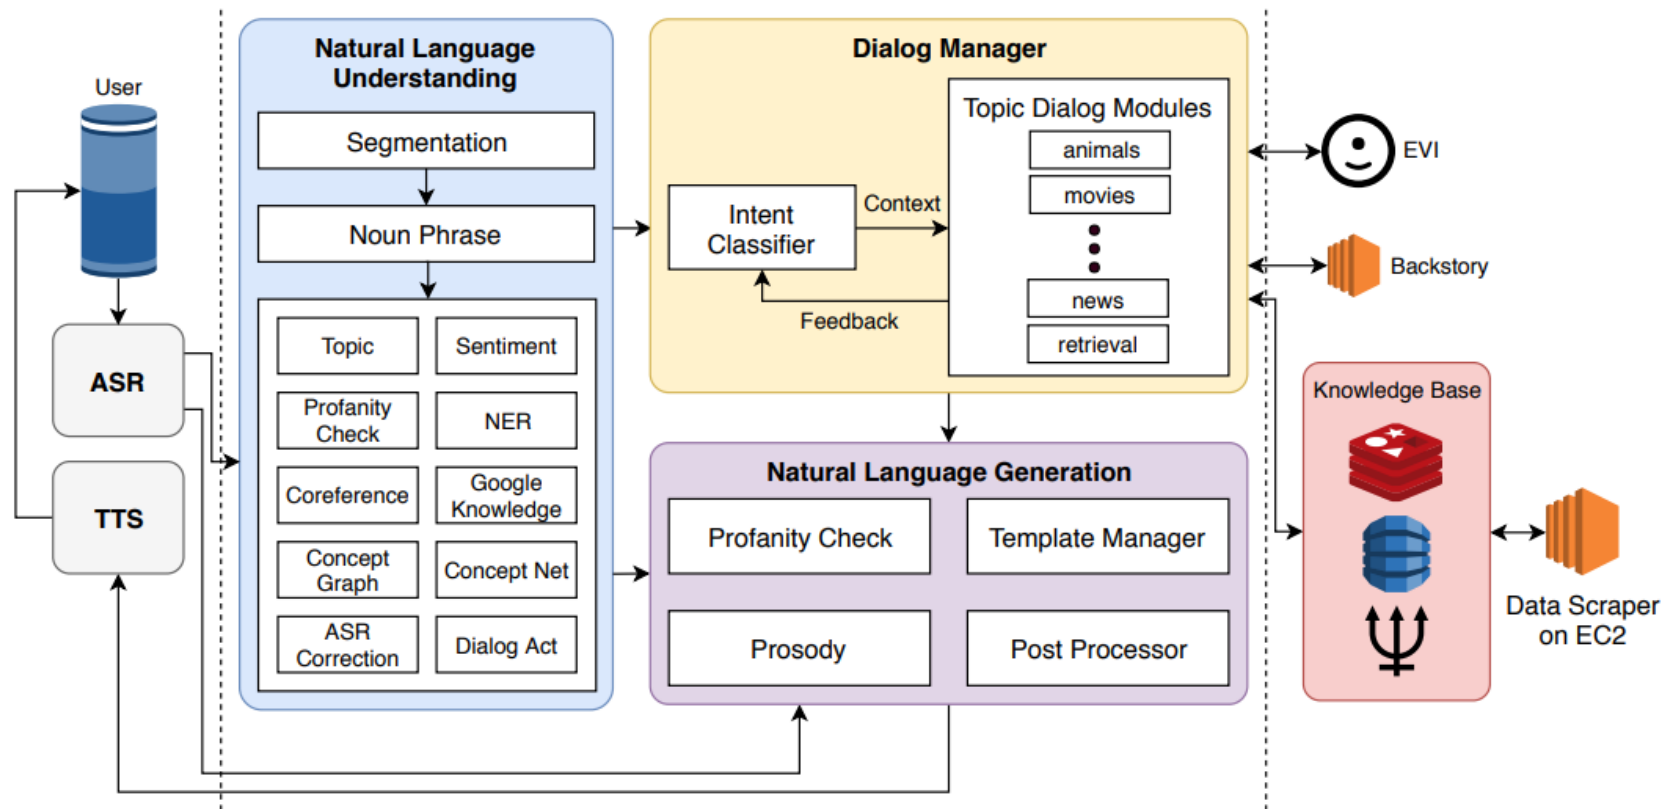 User
ASR
TTS
Natural Language
Understanding
Segmentation
Noun Phrase
Topic
Sentiment
Profanity
Check
NER
Coreference
Google
Knowledge
Concept
Graph
Concept Net
ASR
Correction
Dialog Act
Dialog Manager
Intent
Classifier
Context
Feedback
Topic Dialog Modules
animals
movies
news
retrieval
Natural Language Generation
Profanity Check
Template Manager
Prosody
Post Processor
EVI
Backstory
Knowledge Base
Data Scraper
on EC2